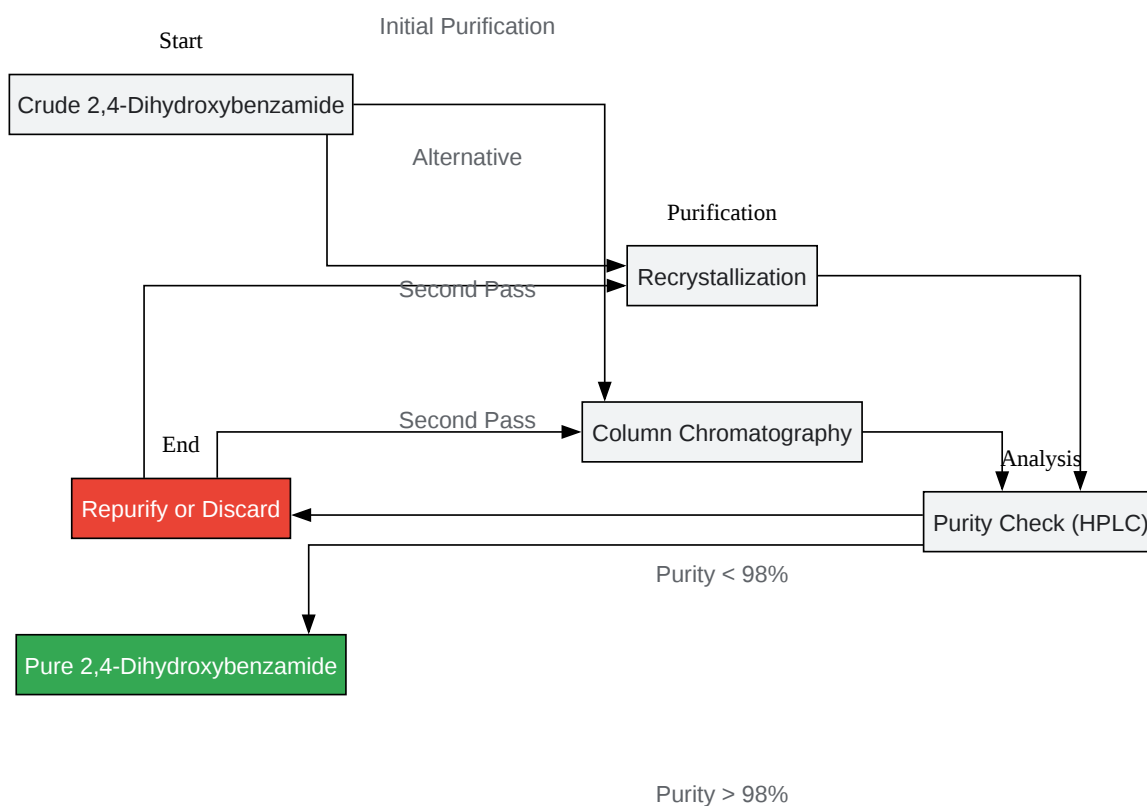 Initial Purification
Start
Crude 2,4-Dihydroxybenzamide
Alternative
Purification
Recrystallization
Second Pass
Second Pass
Column Chromatography
End
Analysis
Repurify or Discard
Purity Check (HPLC)
Purity < 98%
Pure 2,4-Dihydroxybenzamide
Purity > 98%